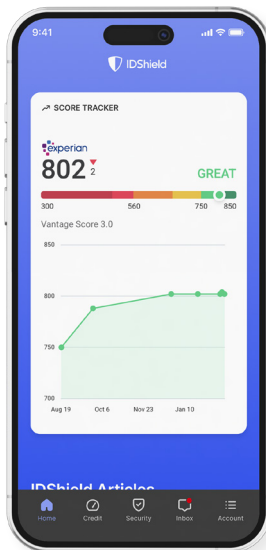 9:41
IDShield
SCORE TRACKER
experian
802 2
GREAT
300 560 750 850
Vantage Score 3.0
850
800
750
700
Aug 19 Oct 6 Nov 23 Jan 10
IDShield Articles
Home Credit Security Inbox Account